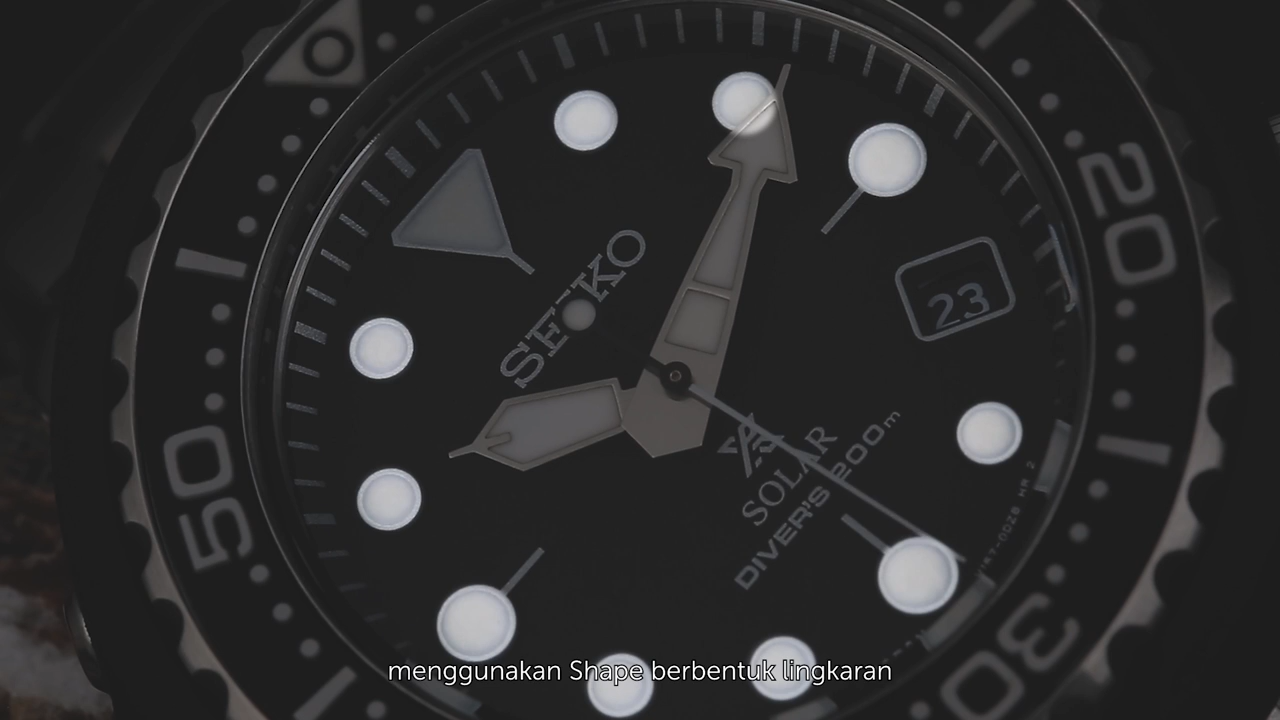 SEIKO
20
23
50
SOLAR
DIVER'S 200m
30
menggunakan Shape berbentuk lingkaran